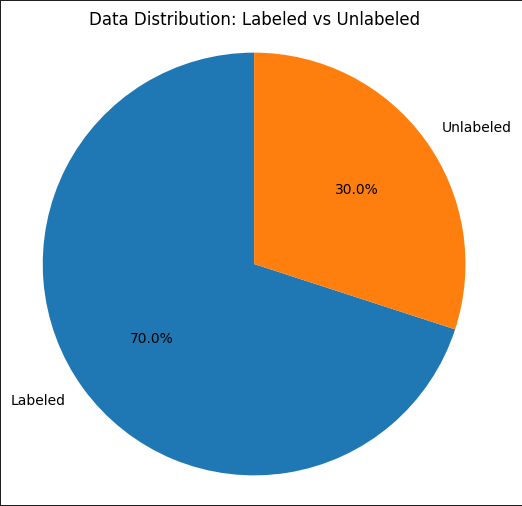 Data Distribution: Labeled vs Unlabeled
Unlabeled
30.0%
70.0%
Labeled